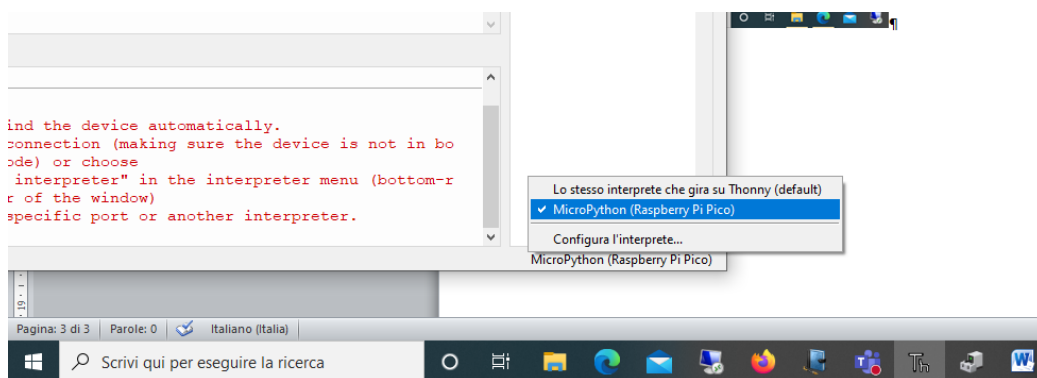 ¶
ind the device automatically.
connection (making sure the device is not in bo
ode) or choose
interpreter" in the interpreter menu (bottom-r
r of the window)
specific port or another interpreter.
Lo stesso interprete che gira su Thonny (default)
MicroPython (Raspberry Pi Pico)
Configura l'interprete...
MicroPython (Raspberry Pi Pico)
19
Pagina: 3 di 3 Parole: 0 Italiano (Italia)
Scrivi qui per eseguire la ricerca
Th
W